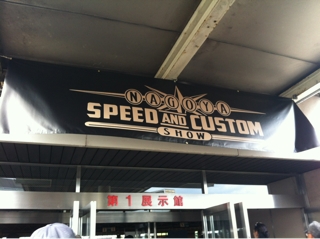 NAGOYA
SPEED AND CUSTOM
SHOW
第1展示館